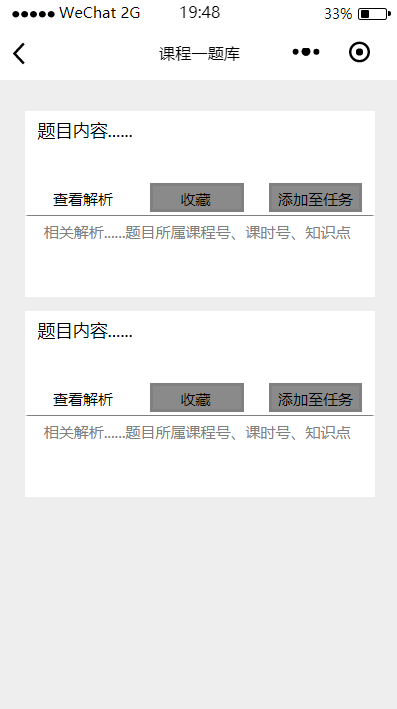 WeChat 2G 19:48 33%
课程一题库
题目内容......
查看解析 收藏 添加至任务
相关解析......题目所属课程号、课时号、知识点
题目内容......
查看解析 收藏 添加至任务
相关解析......题目所属课程号、课时号、知识点